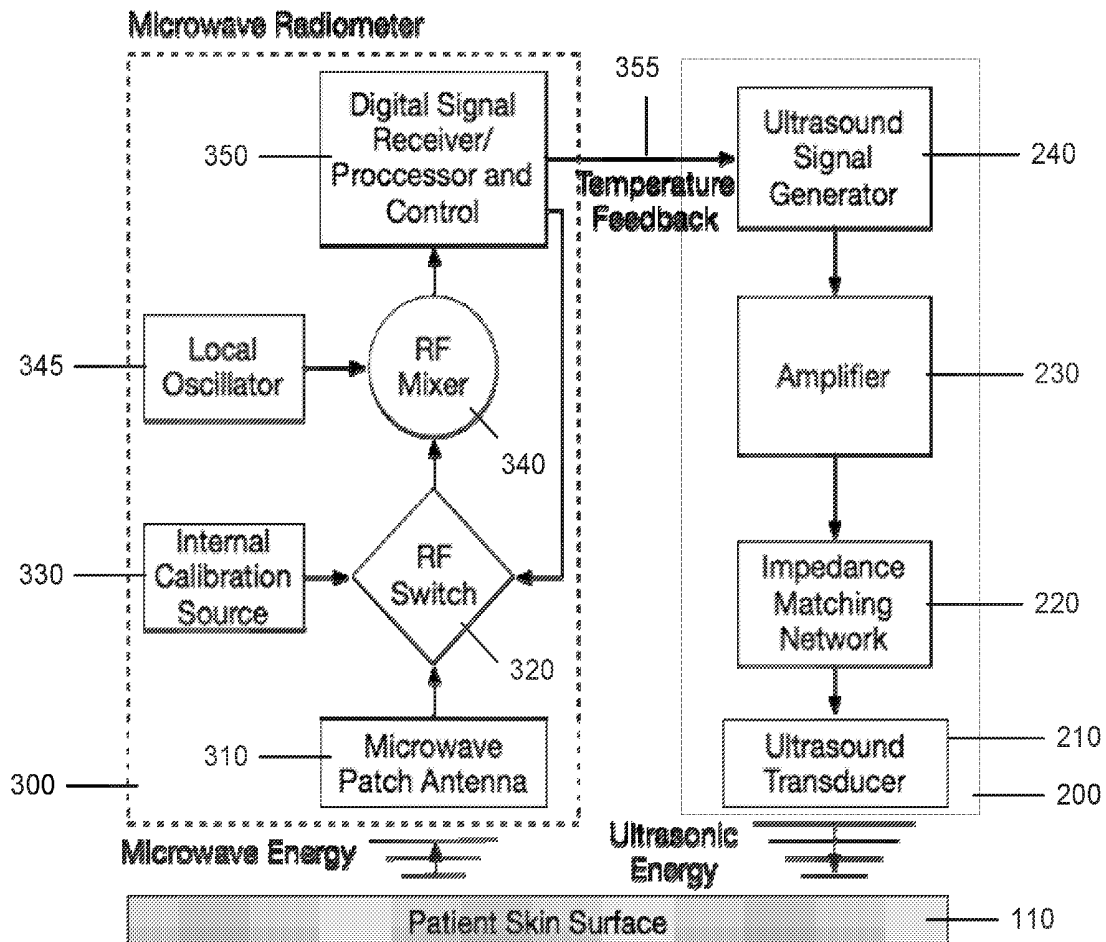 Microwave Radiometer
355
Digital Signal
Receiver/
Proccessor and
Control
350
Ultrasound
Signal
Generator
240
Temperature
Feedback
345
Local
Oscillator
RF
Mixer
340
Amplifier
230
330
Internal
Calibration
Source
RF
Switch
320
Impedance
Matching
Network
220
310
Microwave
Patch Antenna
300
Ultrasound
Transducer
210
200
Microwave Energy
Ultrasonic
Energy
Patient Skin Surface
110